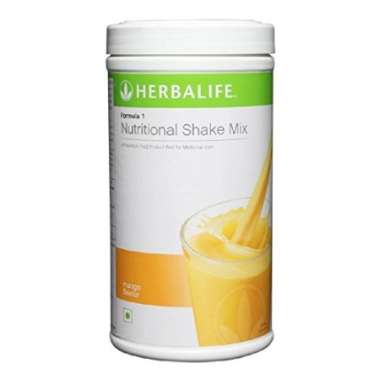 HERBALIFE
Formula 1
Nutritional Shake Mix
mango
flavour